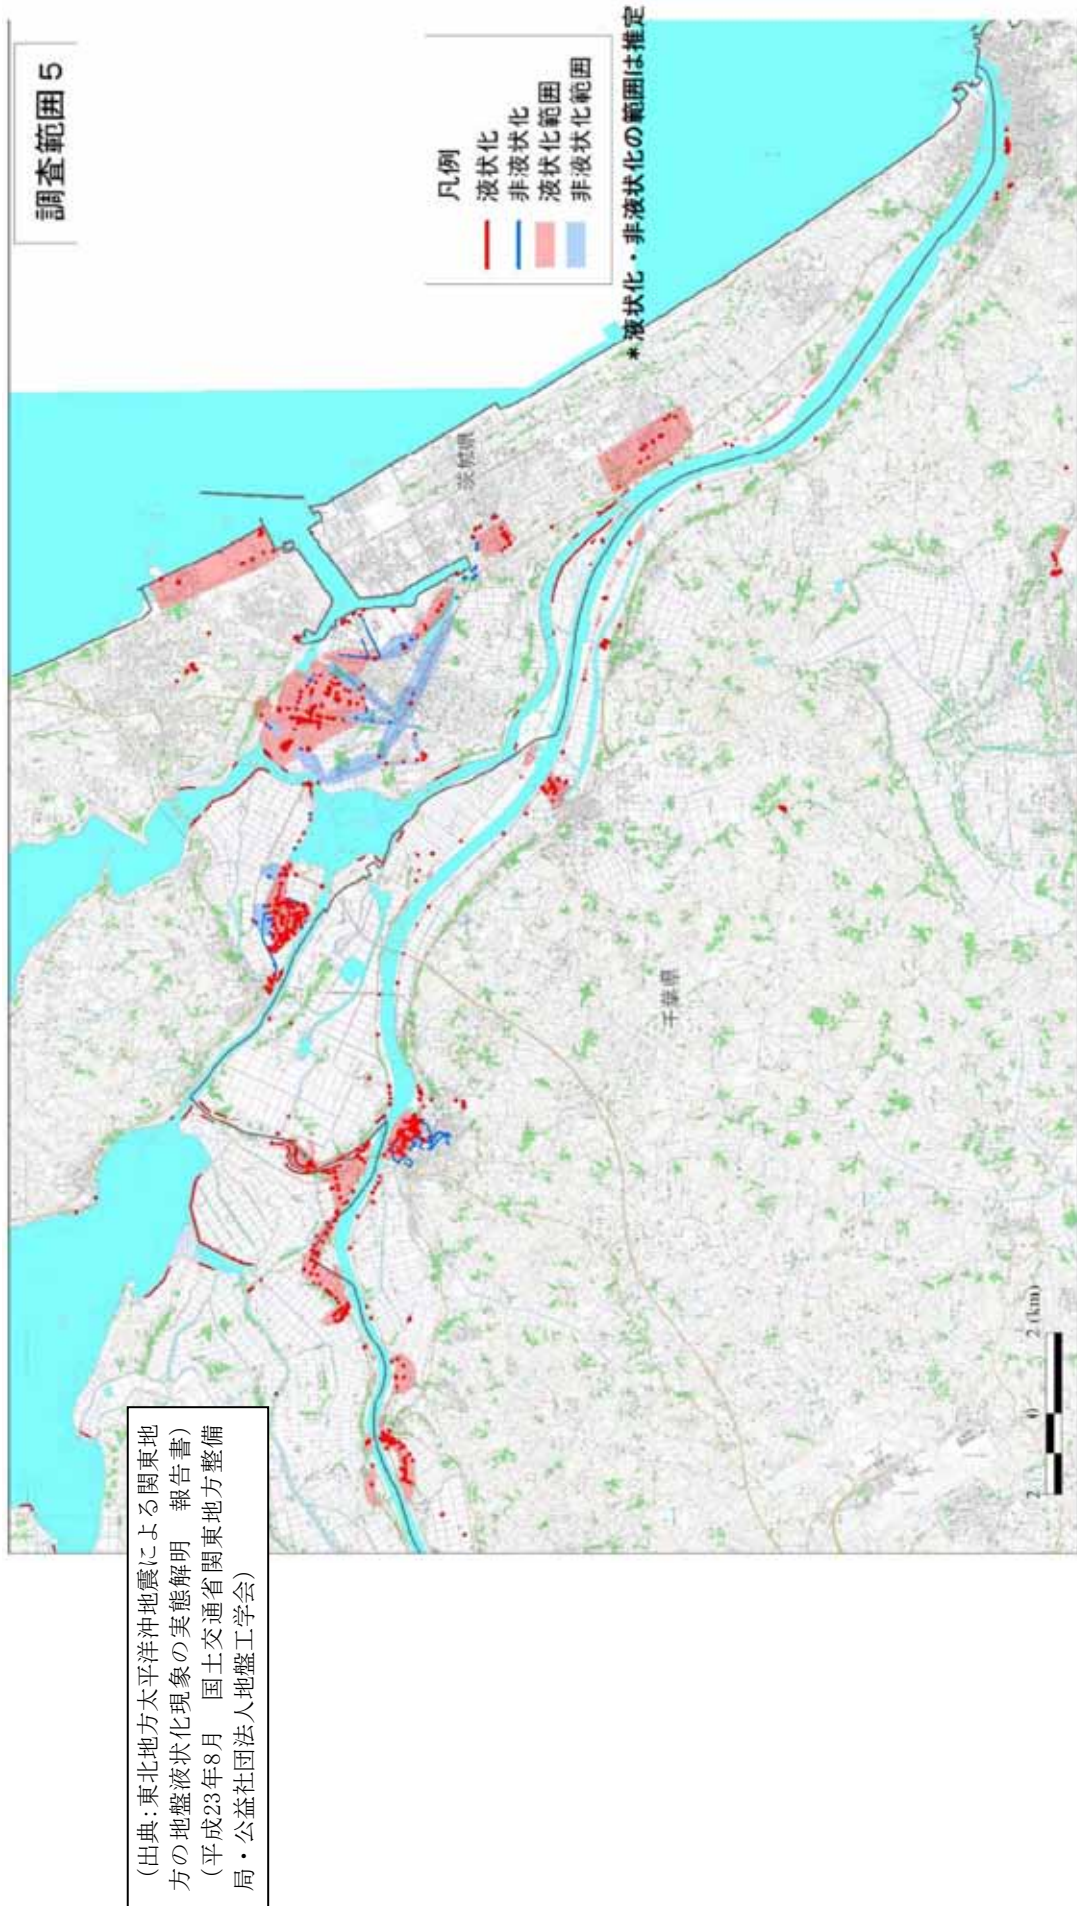 調査範囲 5
凡例
液状化
非液状化
液状化範囲
非液状化範囲
*液状化・非液状化の範囲は推定
茨城県
千葉県
2 0 2 (km)
(出典:東北地方太平洋沖地震による関東地
方の地盤液状化現象の実態解明 報告書)
(平成23年8月 国土交通省関東地方整備
局・公益社団法人地盤工学会)